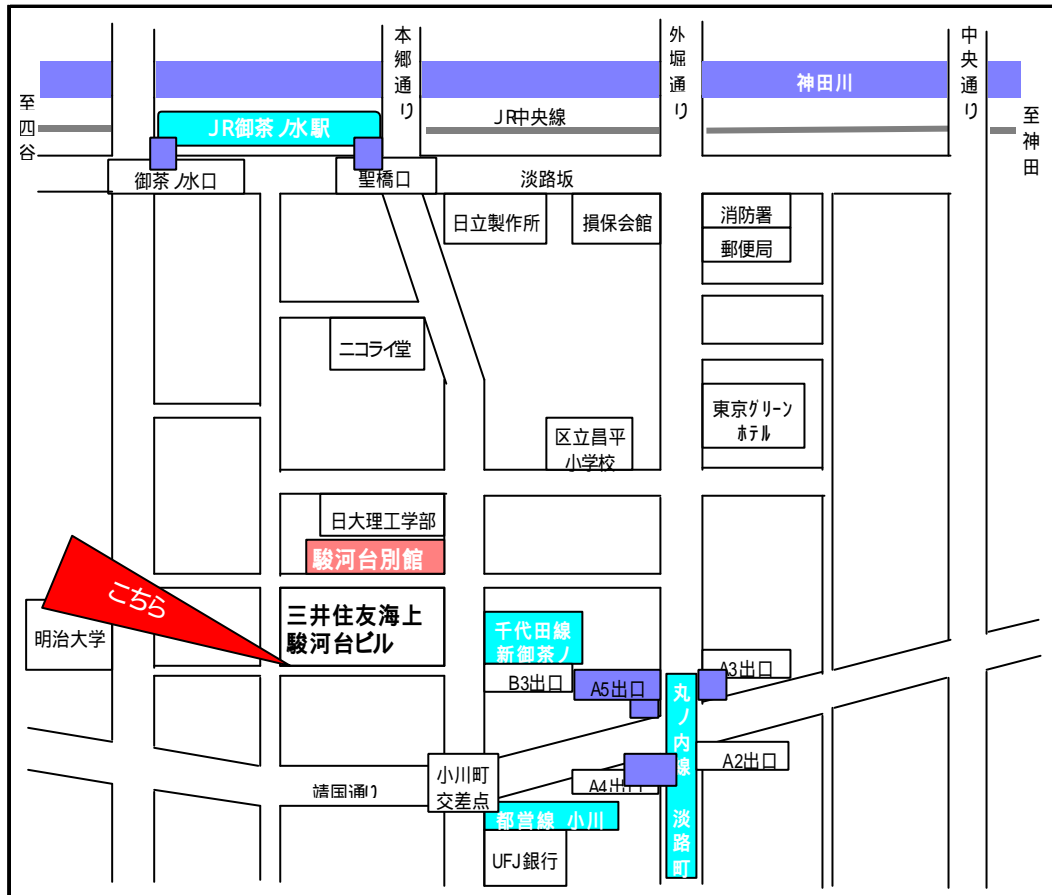 本郷通り
外堀通り
中央通り
神田川
至四谷
JR御茶ノ水駅
JR中央線
至神田
御茶ノ水口
聖橋口
淡路坂
日立製作所
損保会館
消防署
郵便局
ニコライ堂
東京グリーン
ホテル
区立昌平
小学校
日大理工学部
駿河台別館
こちら
明治大学
三井住友海上
駿河台ビル
千代田線
新御茶ノ
B3出口
A5出口
A3出口
丸ノ内線 淡路町
A2出口
A4出口
小川町
交差点
靖国通り
都営線 小川
UFJ銀行